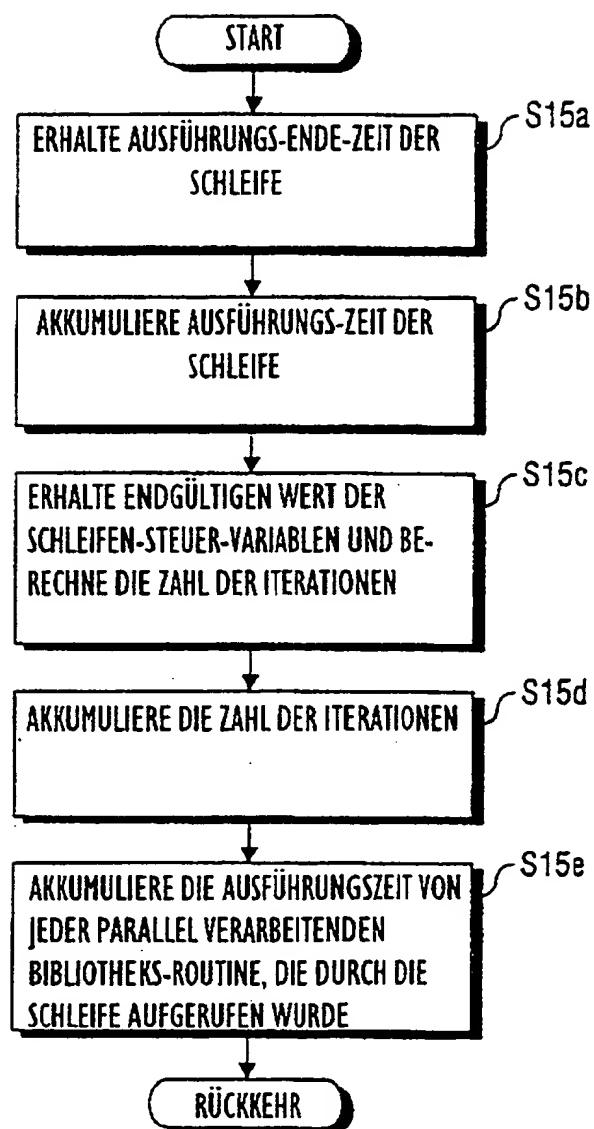 START
S15a
ERHALTE AUSFÜHRUNGS-ENDE-ZEIT DER
SCHLEIFE
S15b
AKKUMULIERE AUSFÜHRUNGS-ZEIT DER
SCHLEIFE
S15c
ERHALTE ENDGÜLTIGEN WERT DER
SCHLEIFEN-STEUER-VARIABLEN UND BE-
RECHNE DIE ZAHL DER ITERATIONEN
S15d
AKKUMULIERE DIE ZAHL DER ITERATIONEN
S15e
AKKUMULIERE DIE AUSFÜHRUNGSZEIT VON
JEDER PARALLEL VERARBEITENDEN
BIBLIOTHEKS-ROUTINE, DIE DURCH DIE
SCHLEIFE AUFGERUFEN WURDE
RÜCKKEHR